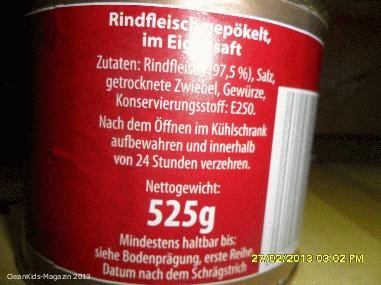 Rindfleisch gepökelt,
im Eigensaft
Zutaten: Rindfleisch (97,5 %), Salz,
getrocknete Zwiebel, Gewürze,
Konservierungsstoff: E250.
Nach dem Öffnen im Kühlschrank
aufbewahren und innerhalb
von 24 Stunden verzehren.
Nettogewicht:
525g
Mindestens haltbar bis:
siehe Bodenprägung, erste Reihe
Datum nach dem Schrägstrich
27/02/2013 03:02 PM
CleanKids-Magazin 2013